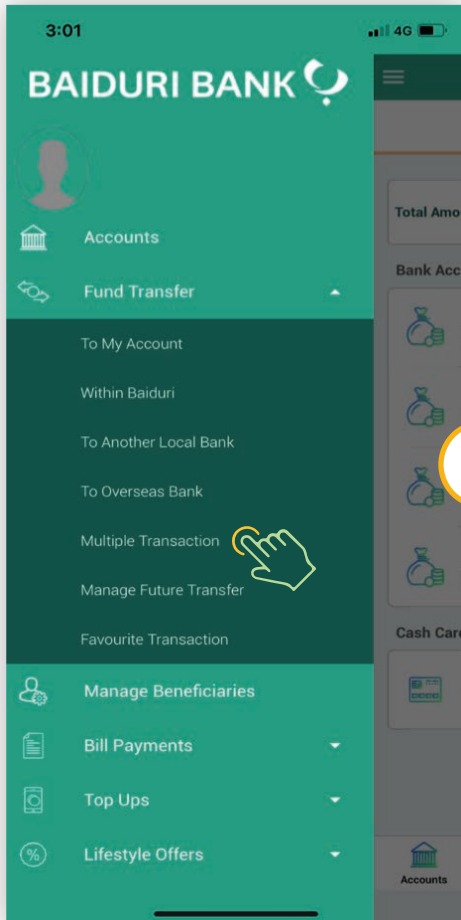 3:01
4G
BAIDURI BANK
Accounts
Fund Transfer
To My Account
Within Baiduri
To Another Local Bank
To Overseas Bank
Multiple Transaction
Manage Future Transfer
Favourite Transaction
Manage Beneficiaries
Bill Payments
Top Ups
Lifestyle Offers
Total Amo
Bank Acc
Cash Car
Accounts